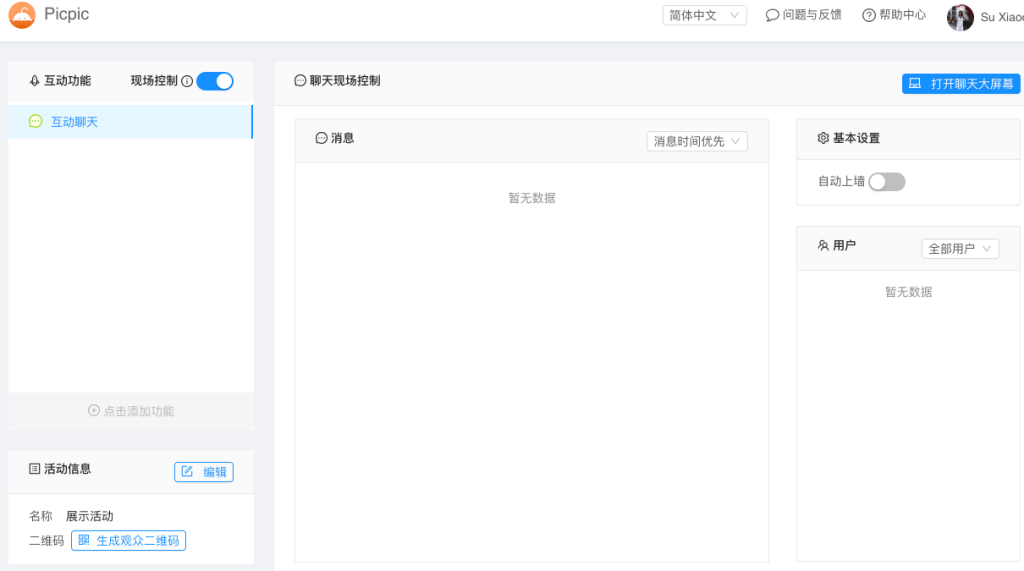 Picpic
简体中文
问题与反馈
帮助中心
Su Xiao
互动功能
现场控制
互动聊天
点击添加功能
活动信息
编辑
名称 展示活动
二维码 生成观众二维码
聊天现场控制
打开聊天大屏幕
消息
消息时间优先
暂无数据
基本设置
自动上墙
用户
全部用户
暂无数据